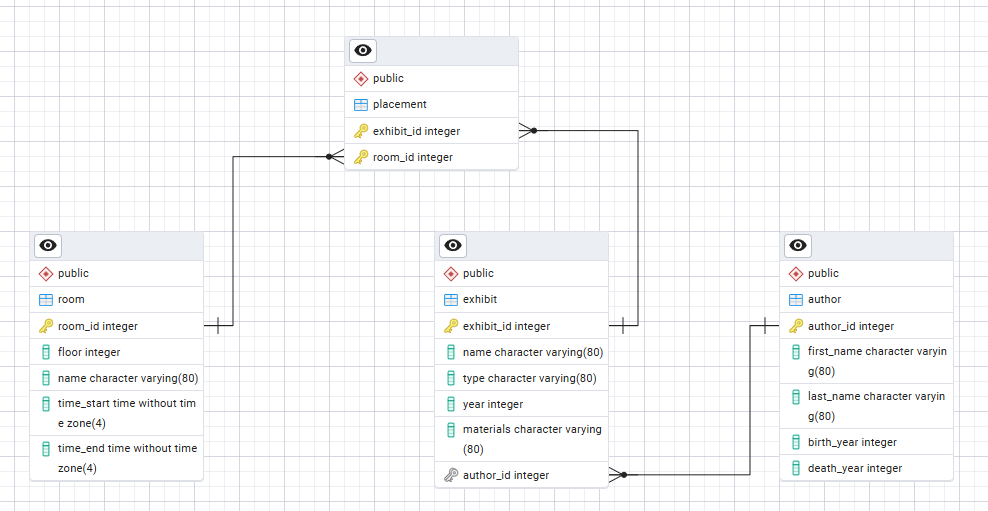 public
placement
exhibit_id integer
room_id integer
public
room
room_id integer
floor integer
name character varying(80)
time_start time without tim
e zone(4)
time_end time without time
zone(4)
public
exhibit
exhibit_id integer
name character varying(80)
type character varying(80)
year integer
materials character varying
(80)
author_id integer
public
author
author_id integer
first_name character varyin
g(80)
last_name character varyin
g(80)
birth_year integer
death_year integer